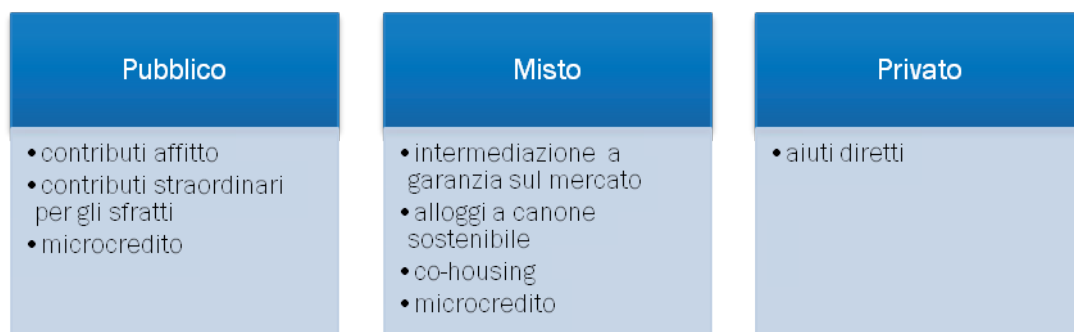 Pubblico
• contributi affitto
• contributi straordinari
per gli sfratti
• microcredito
Misto
• intermediazione a
garanzia sul mercato
• alloggi a canone
sostenibile
• co-housing
• microcredito
Privato
• aiuti diretti